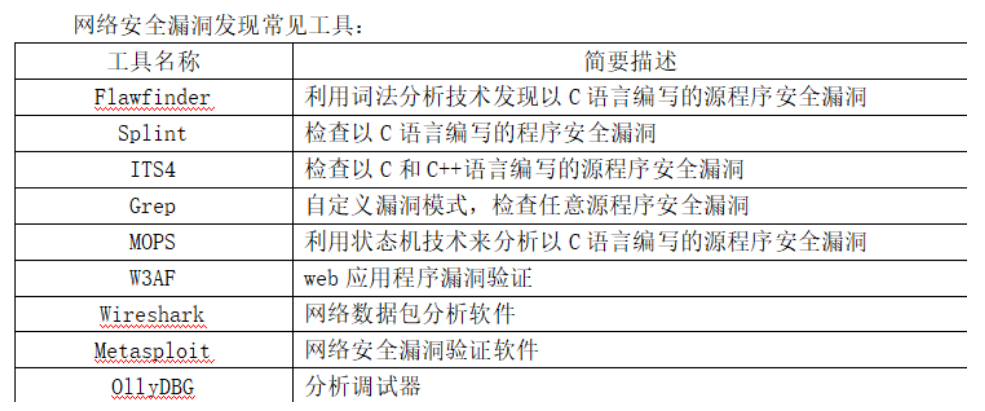 网络安全漏洞发现常见工具：
工具名称 简要描述
Flawfinder 利用词法分析技术发现以 C 语言编写的源程序安全漏洞
Splint 检查以 C 语言编写的程序安全漏洞
ITS4 检查以 C 和 C++语言编写的源程序安全漏洞
Grep 自定义漏洞模式，检查任意源程序安全漏洞
MOPS 利用状态机技术来分析以 C 语言编写的源程序安全漏洞
W3AF web 应用程序漏洞验证
Wireshark 网络数据包分析软件
Metasploit 网络安全漏洞验证软件
OllyDBG 分析调试器